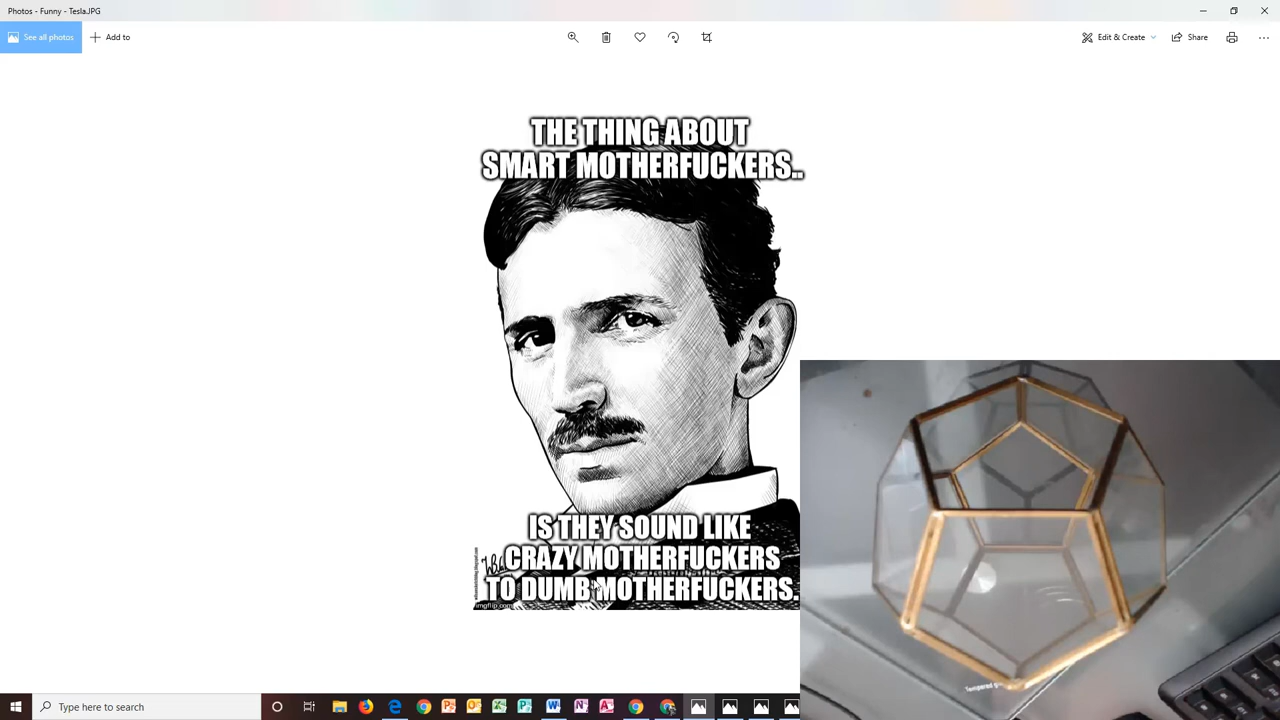 Photos - Funny - Tesla.JPG
See all photos
Add to
Edit & Create
Share
THE THING ABOUT
SMART MOTHERFUCKERS..
IS THEY SOUND LIKE
CRAZY MOTHERFUCKERS
TO DUMB MOTHERFUCKERS.
imgflip.com
Tempered
Type here to search